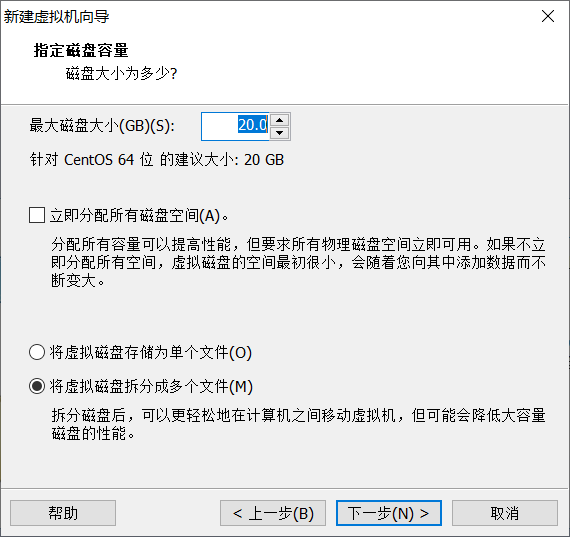 新建虚拟机向导
指定磁盘容量
磁盘大小为多少?
最大磁盘大小(GB)(S): 20.0
针对 CentOS 64 位 的建议大小: 20 GB
立即分配所有磁盘空间(A)。
分配所有容量可以提高性能，但要求所有物理磁盘空间立即可用。如果不立
即分配所有空间，虚拟磁盘的空间最初很小，会随着您向其中添加数据而不
断变大。
将虚拟磁盘存储为单个文件(O)
将虚拟磁盘拆分成多个文件(M)
拆分磁盘后，可以更轻松地在计算机之间移动虚拟机，但可能会降低大容量
磁盘的性能。
帮助 < 上一步(B) 下一步(N) > 取消